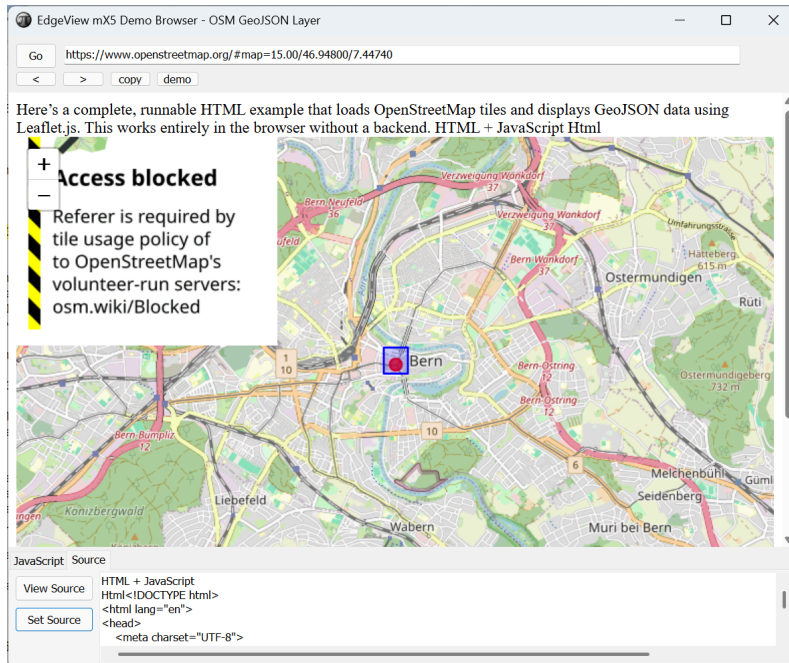 EdgeView mX5 Demo Browser - OSM GeoJSON Layer
Go
https://www.openstreetmap.org/#map=15.00/46.94800/7.44740
<
>
copy
demo
Here’s a complete, runnable HTML example that loads OpenStreetMap tiles and displays GeoJSON data using
Leaflet.js. This works entirely in the browser without a backend. HTML + JavaScript Html
+
−
Access blocked
Referer is required by
tile usage policy of
to OpenStreetMap's
volunteer-run servers:
osm.wiki/Blocked
Verzweigung Wankdorf
37
Bern-Neufeld
36
Verzweigung Wankdorf
37
Umfahrungsstraße
Bern-Wankdorf
37
Hätteberg
615 m
Ostermundigen
Rüti
1
10
Bern
Bern-Ostring
12
Ostermundigeberg
732 m
Bern-Ostring
12
10
Bern-Bümpliz
12
6
Melchenbühl
Gümli
Seidenberg
Liebefeld
Könizbergwald
Wabern
Muri bei Bern
JavaScript
Source
View Source
Set Source
HTML + JavaScript
Html<!DOCTYPE html>
<html lang="en">
<head>
<meta charset="UTF-8">